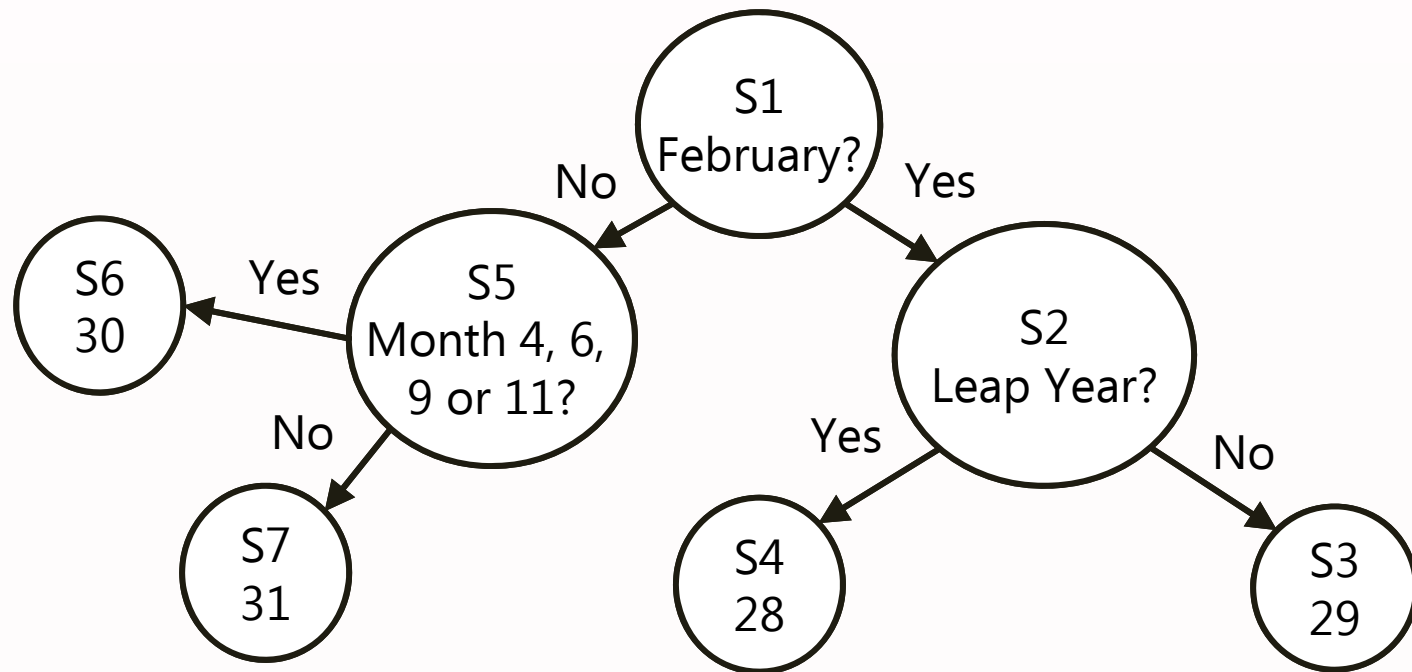 S1
February?
No
Yes
S6
30
Yes
S5
Month 4, 6,
9 or 11?
S2
Leap Year?
No
Yes
No
S7
31
S4
28
S3
29